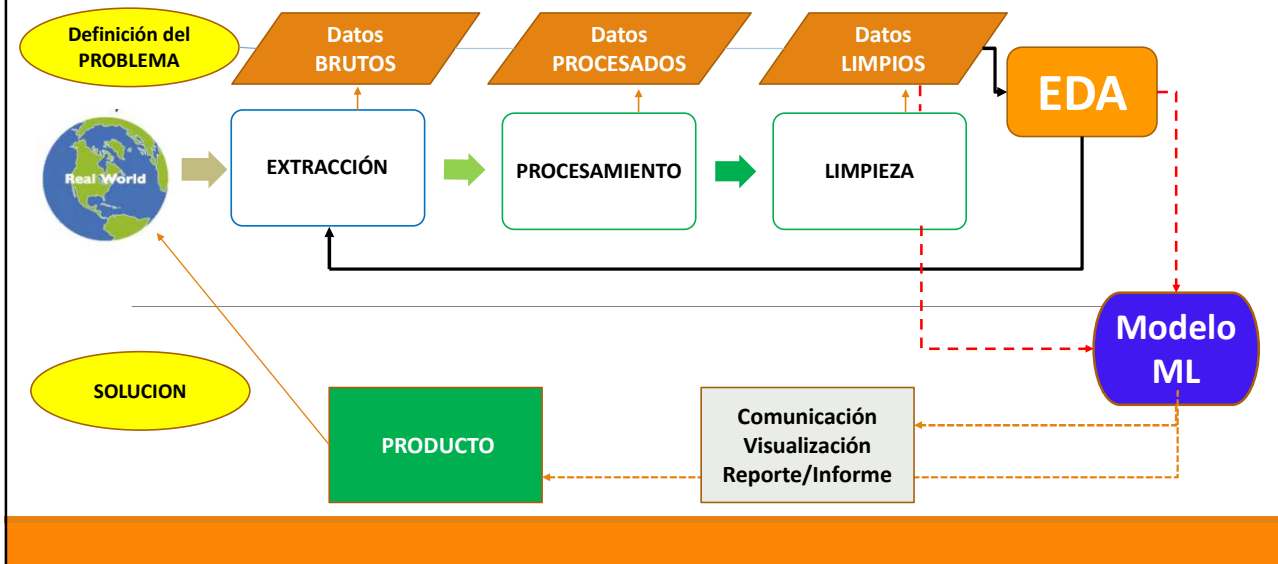 Definición del
PROBLEMA
Datos
BRUTOS
Datos
PROCESADOS
Datos
LIMPIOS
EDA
Real World
EXTRACCIÓN
PROCESAMIENTO
LIMPIEZA
Modelo
ML
SOLUCION
PRODUCTO
Comunicación
Visualización
Reporte/Informe